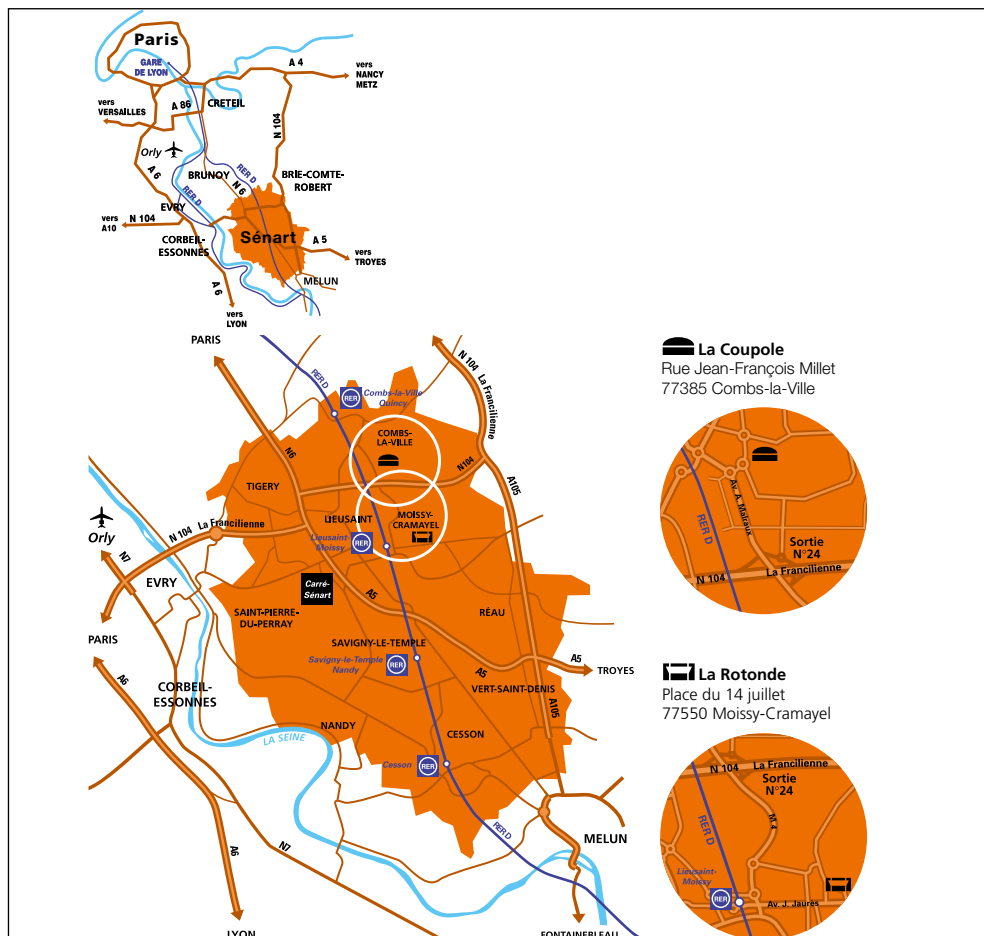 Paris
GARE
DE LYON
A 4
vers
NANCY
METZ
vers
VERSAILLES
A 86
CRETEIL
N 104
Orly
A 6
RER D
BRUNOY
N 6
RER D
BRIE-COMTE-
ROBERT
EVRY
vers
A10
N 104
CORBEIL-
ESSONNES
Sénart
A 5
vers
TROYES
MELUN
A 6
vers
LYON
PARIS
N 104
La Francilienne
RER D
RER
Combs-la-Ville
Quincy
COMBS-
LA-VILLE
N6
N104
A105
TIGERY
Orly
N7
N 104
La Francilienne
LIEUSAINT
MOISSY-
CRAMAYEL
Lieusaint-
Moissy
RER
EVRY
Carré-
Sénart
A5
SAINT-PIERRE-
DU-PERRAY
RÉAU
PARIS
SAVIGNY-LE-TEMPLE
Savigny-le-Temple
Nandy
RER
A5
A5
TROYES
A6
CORBEIL-
ESSONNES
VERT-SAINT-DENIS
A105
NANDY
CESSON
LA SEINE
Cesson
RER
RER D
MELUN
A6
N7
LYON
FONTAINEBLEAU
La Coupole
Rue Jean-François Millet
77385 Combs-la-Ville
Av. A. Malraux
RER D
Sortie
N°24
N 104
La Francilienne
La Rotonde
Place du 14 juillet
77550 Moissy-Cramayel
N 104
La Francilienne
Sortie
N°24
RER D
M 4
Lieusaint-
Moissy
RER
Av. J. Jaurès